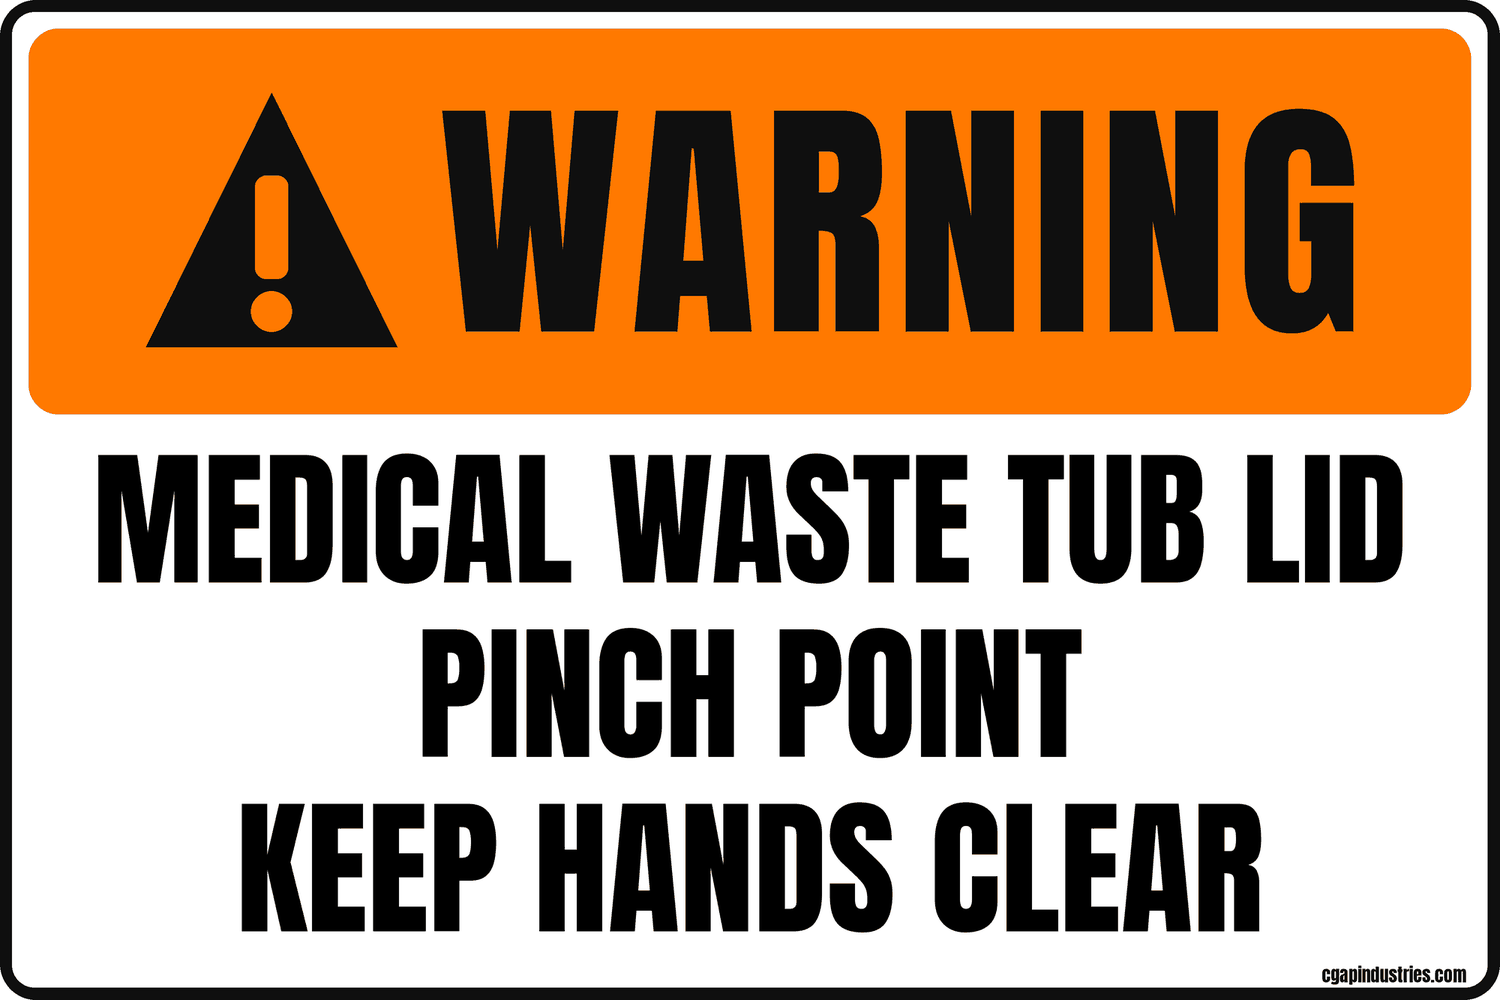 WARNING
MEDICAL WASTE TUB LID
PINCH POINT
KEEP HANDS CLEAR
cgapindustries.com